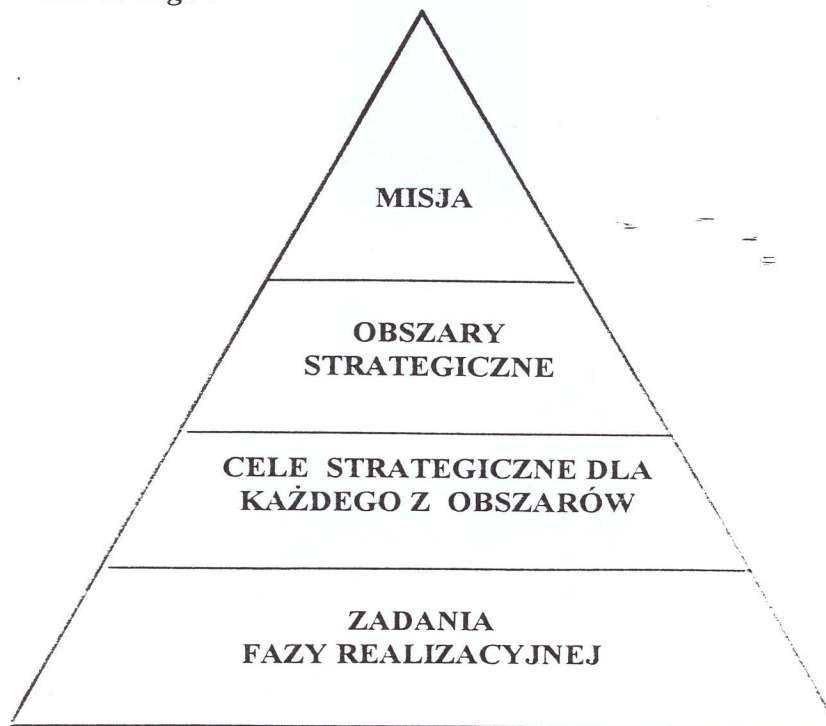 MISJA
OBSZARY
STRATEGICZNE
CELE STRATEGICZNE DLA
KAŻDEGO Z OBSZARÓW
ZADANIA
FAZY REALIZACYJNEJ